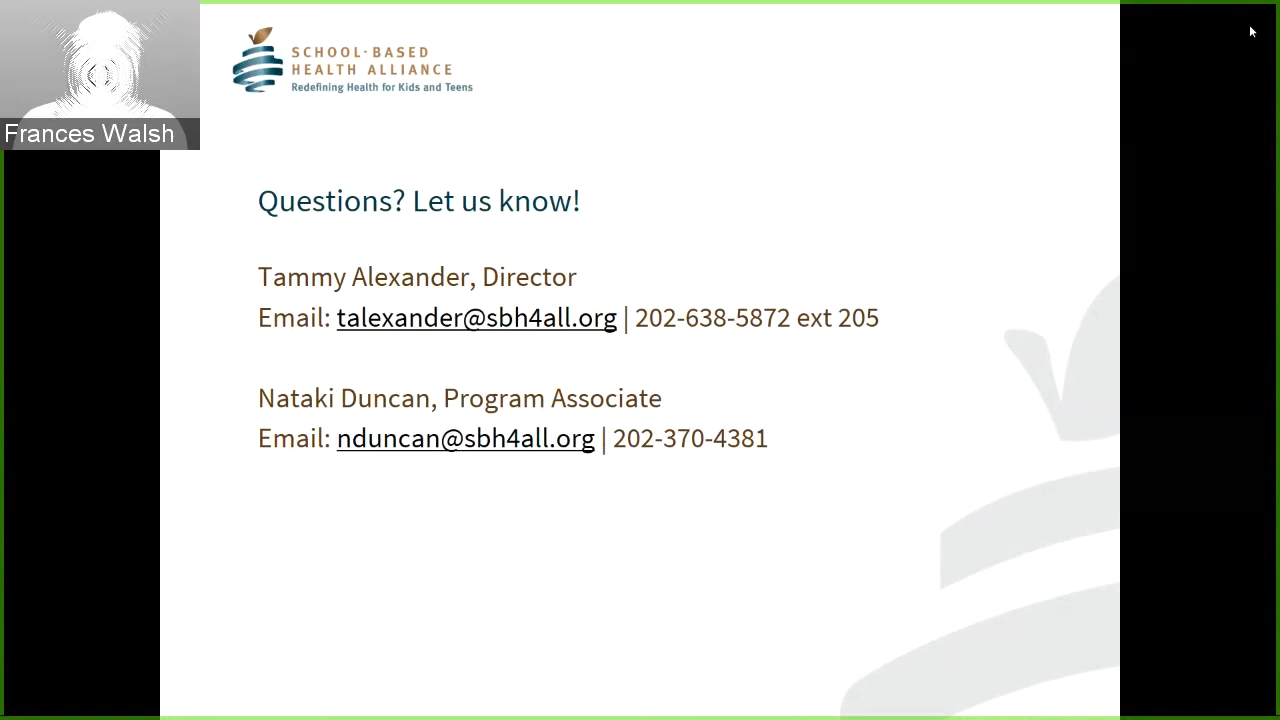 SCHOOL·BASED
HEALTH ALLIANCE
Redefining Health for Kids and Teens
Frances Walsh
Questions? Let us know!
Tammy Alexander, Director
Email: talexander@sbh4all.org | 202-638-5872 ext 205
Nataki Duncan, Program Associate
Email: nduncan@sbh4all.org | 202-370-4381